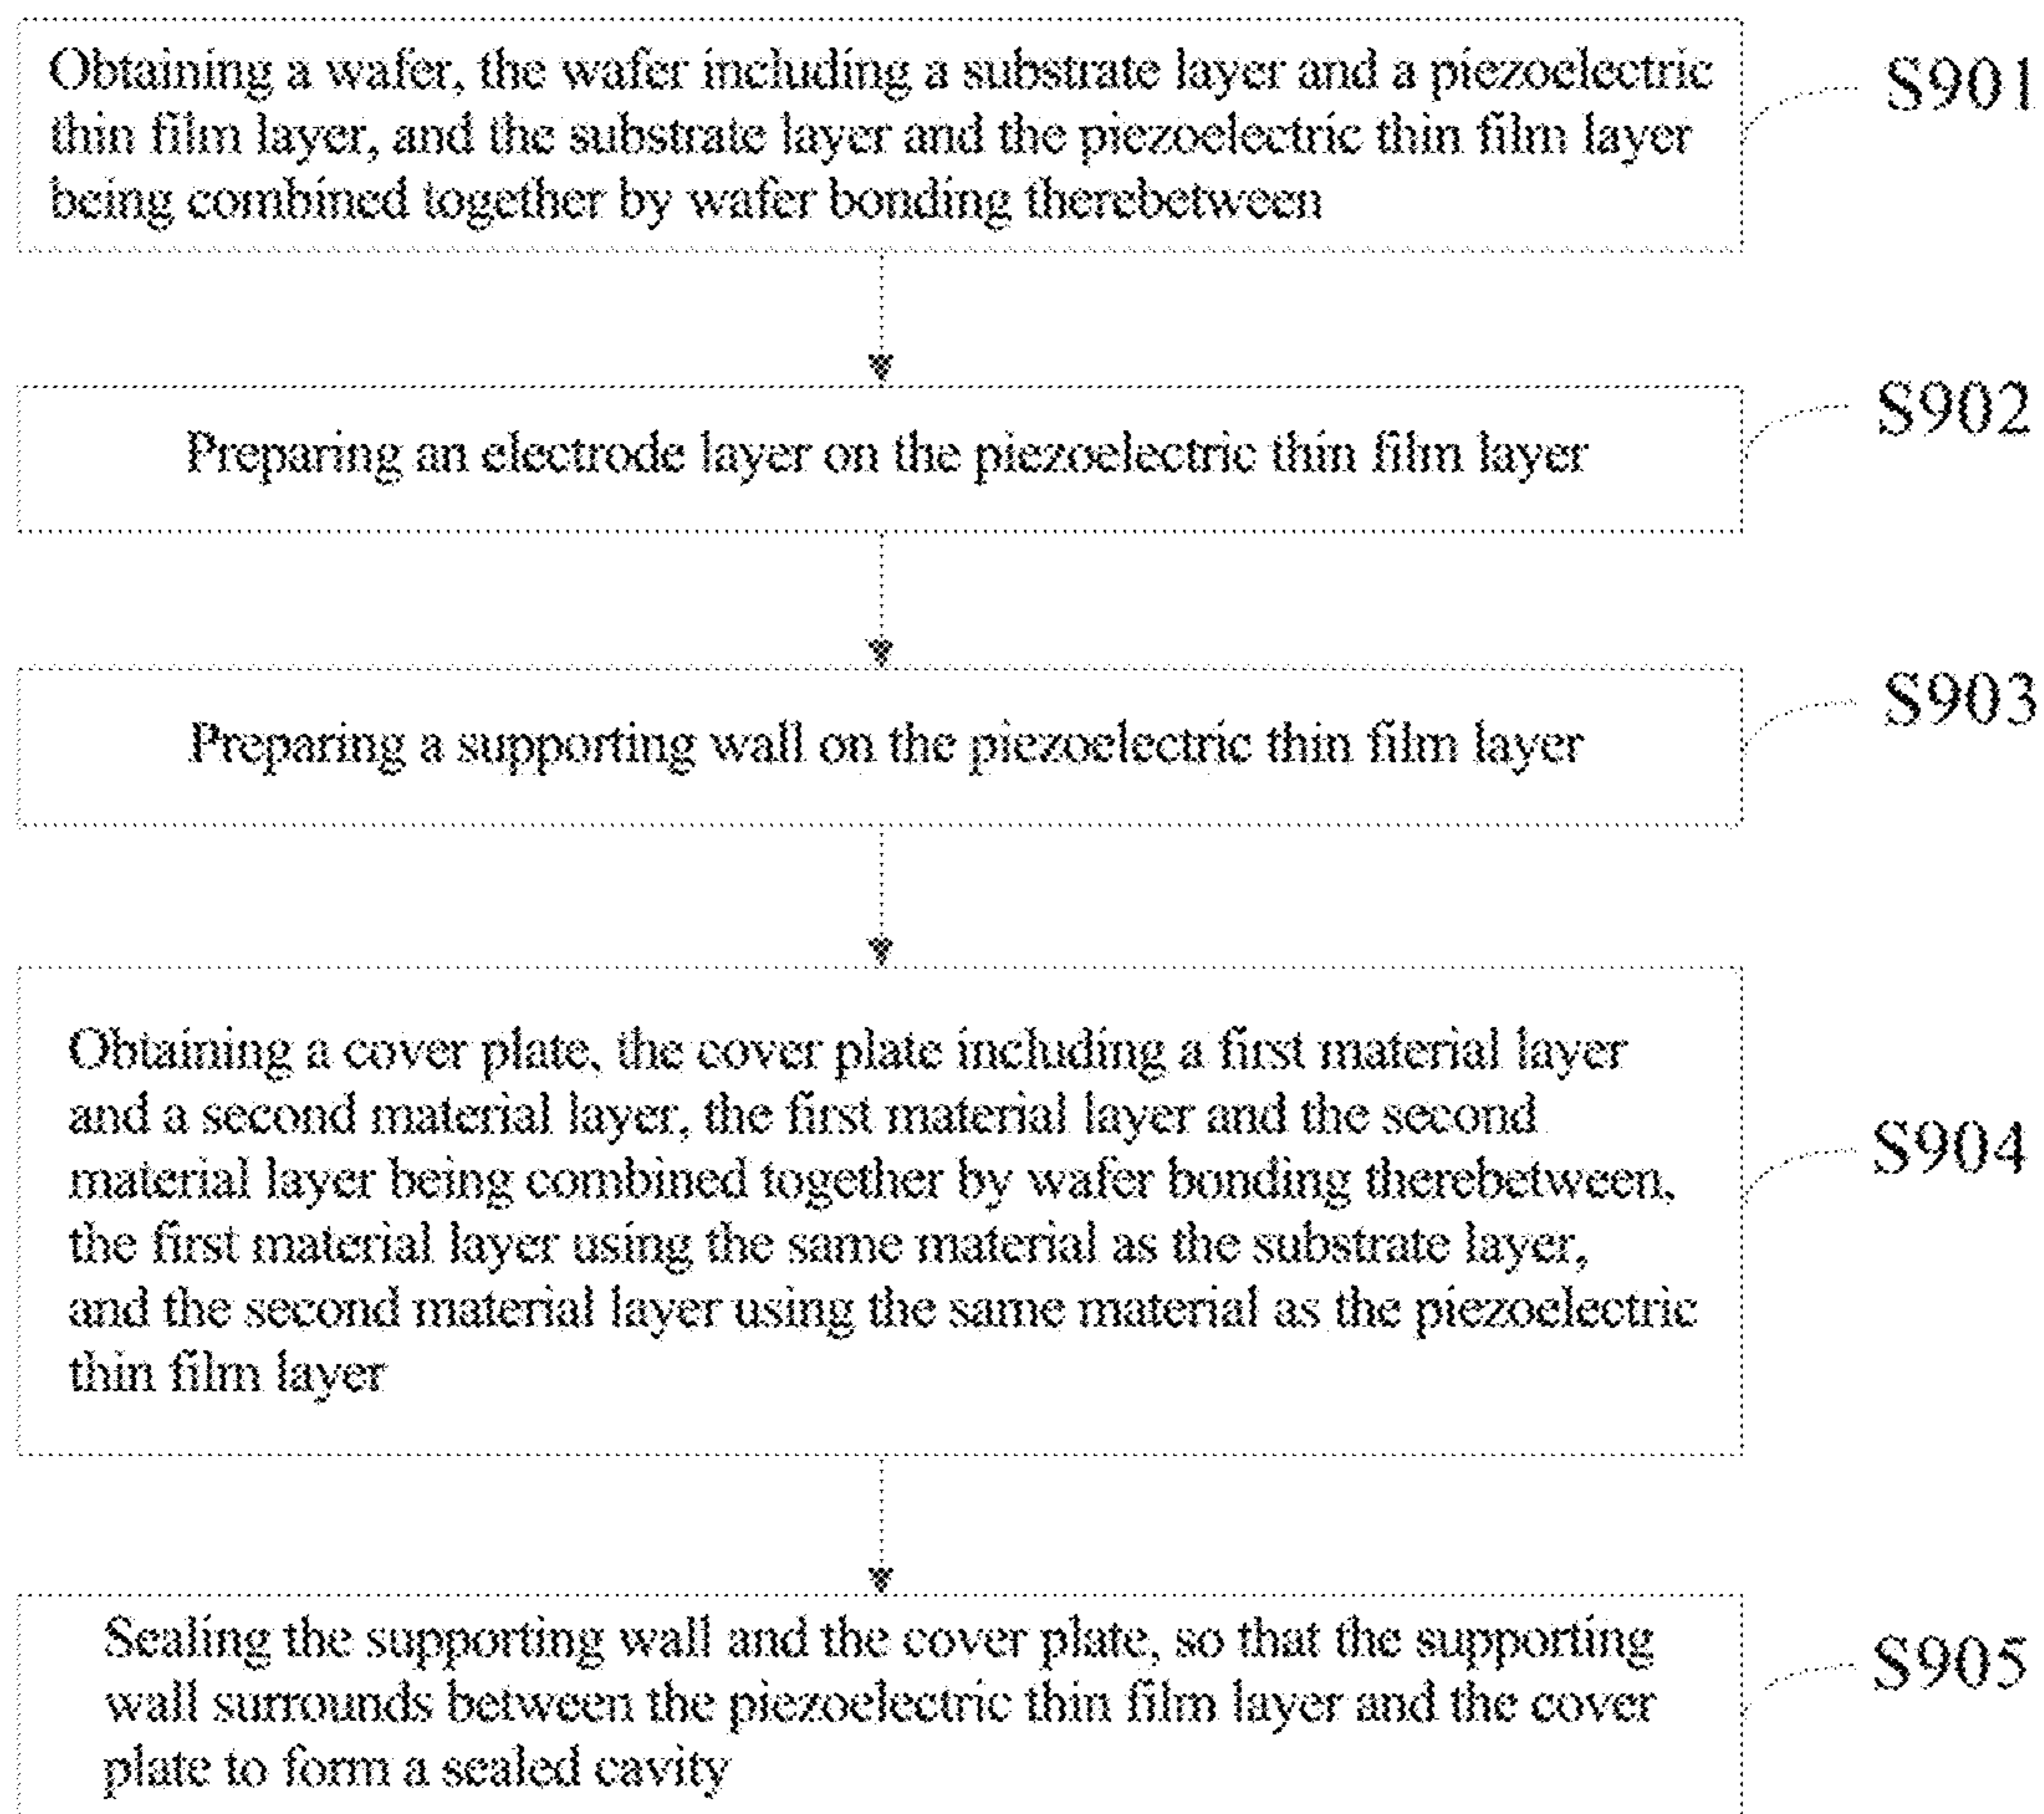 Obtaining a wafer, the wafer including a substrate layer and a piezoelectric
thin film layer, and the substrate layer and the piezoelectric thin film layer
being combined together by wafer bonding therebetween
S901
Preparing an electrode layer on the piezoelectric thin film layer
S902
Preparing a supporting wall on the piezoelectric thin film layer
S903
Obtaining a cover plate, the cover plate including a first material layer
and a second material layer, the first material layer and the second
material layer being combined together by wafer bonding therebetween,
the first material layer using the same material as the substrate layer,
and the second material layer using the same material as the piezoelectric
thin film layer
S904
Sealing the supporting wall and the cover plate, so that the supporting
wall surrounds between the piezoelectric thin film layer and the cover
plate to form a sealed cavity
S905